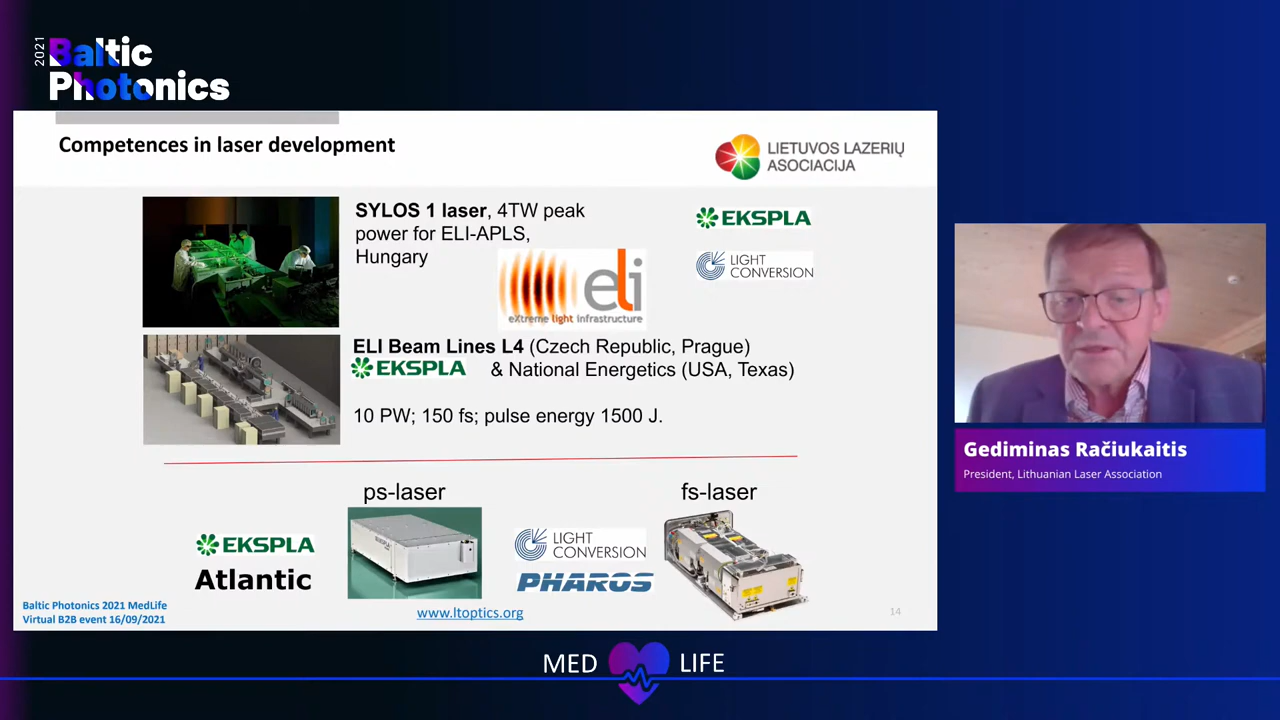 2021
Baltic
Photonics
Competences in laser development
LIETUVOS LAZERIŲ
ASOCIACIJA
SYLOS 1 laser, 4TW peak
power for ELI-APLS,
Hungary
EKSPLA
LIGHT
CONVERSION
eli
eXtreme light infrastructure
ELI Beam Lines L4 (Czech Republic, Prague)
EKSPLA & National Energetics (USA, Texas)
10 PW; 150 fs; pulse energy 1500 J.
ps-laser
fs-laser
EKSPLA
Atlantic
LIGHT
CONVERSION
PHAROS
Baltic Photonics 2021 MedLife
Virtual B2B event 16/09/2021
www.ltoptics.org
14
Gediminas Račiukaitis
President, Lithuanian Laser Association
MED LIFE